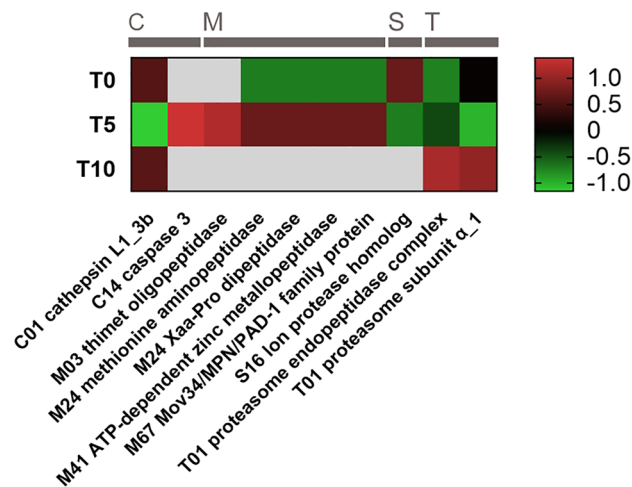 C M S T
T0
T5
T10
1.0
0.5
0
-0.5
-1.0
C01 cathepsin L1_3b
C14 caspase 3
M03 thimet oligopeptidase
M24 methionine aminopeptidase
M24 Xaa-Pro dipeptidase
M41 ATP-dependent zinc metallopeptidase
M67 Mov34/MPN/PAD-1 family protein
S16 lon protease homolog
T01 proteasome endopeptidase complex
T01 proteasome subunit α_1